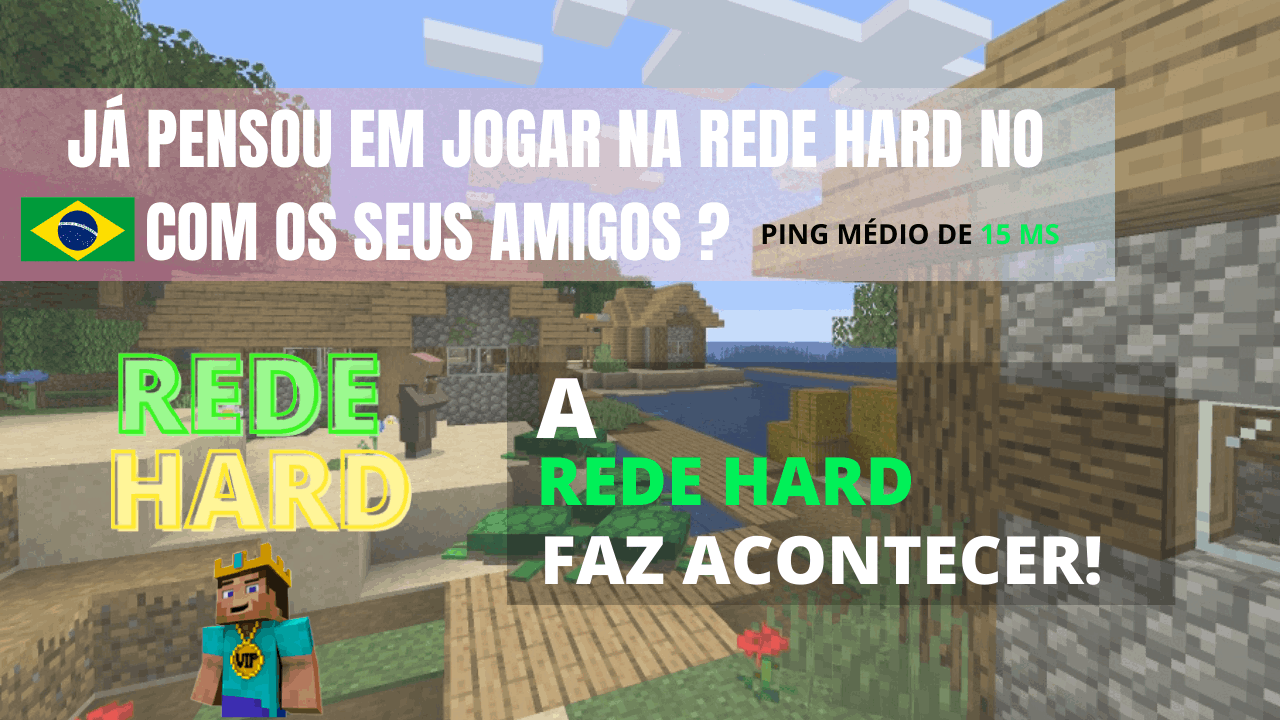 JÁ PENSOU EM JOGAR NA REDE HARD NO
COM OS SEUS AMIGOS ?
PING MÉDIO DE 15 MS
REDE
HARD
A
REDE HARD
FAZ ACONTECER!
VIP